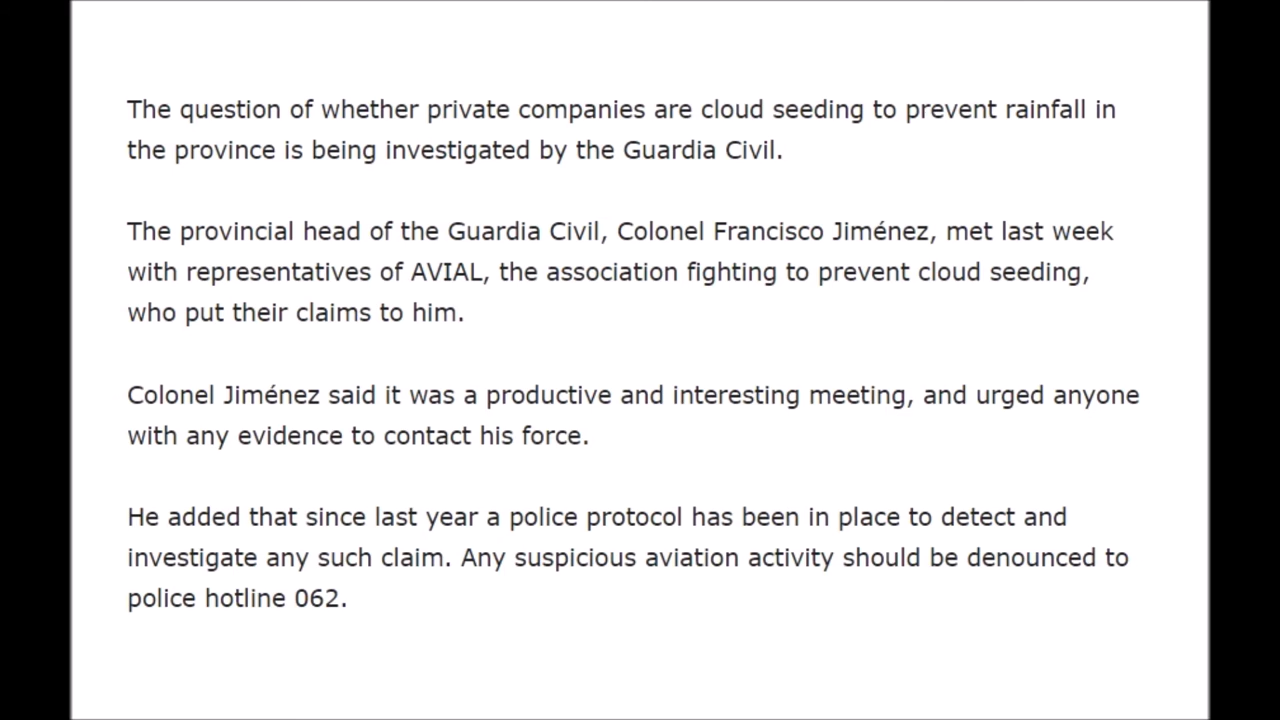 The question of whether private companies are cloud seeding to prevent rainfall in
the province is being investigated by the Guardia Civil.
The provincial head of the Guardia Civil, Colonel Francisco Jiménez, met last week
with representatives of AVIAL, the association fighting to prevent cloud seeding,
who put their claims to him.
Colonel Jiménez said it was a productive and interesting meeting, and urged anyone
with any evidence to contact his force.
He added that since last year a police protocol has been in place to detect and
investigate any such claim. Any suspicious aviation activity should be denounced to
police hotline 062.